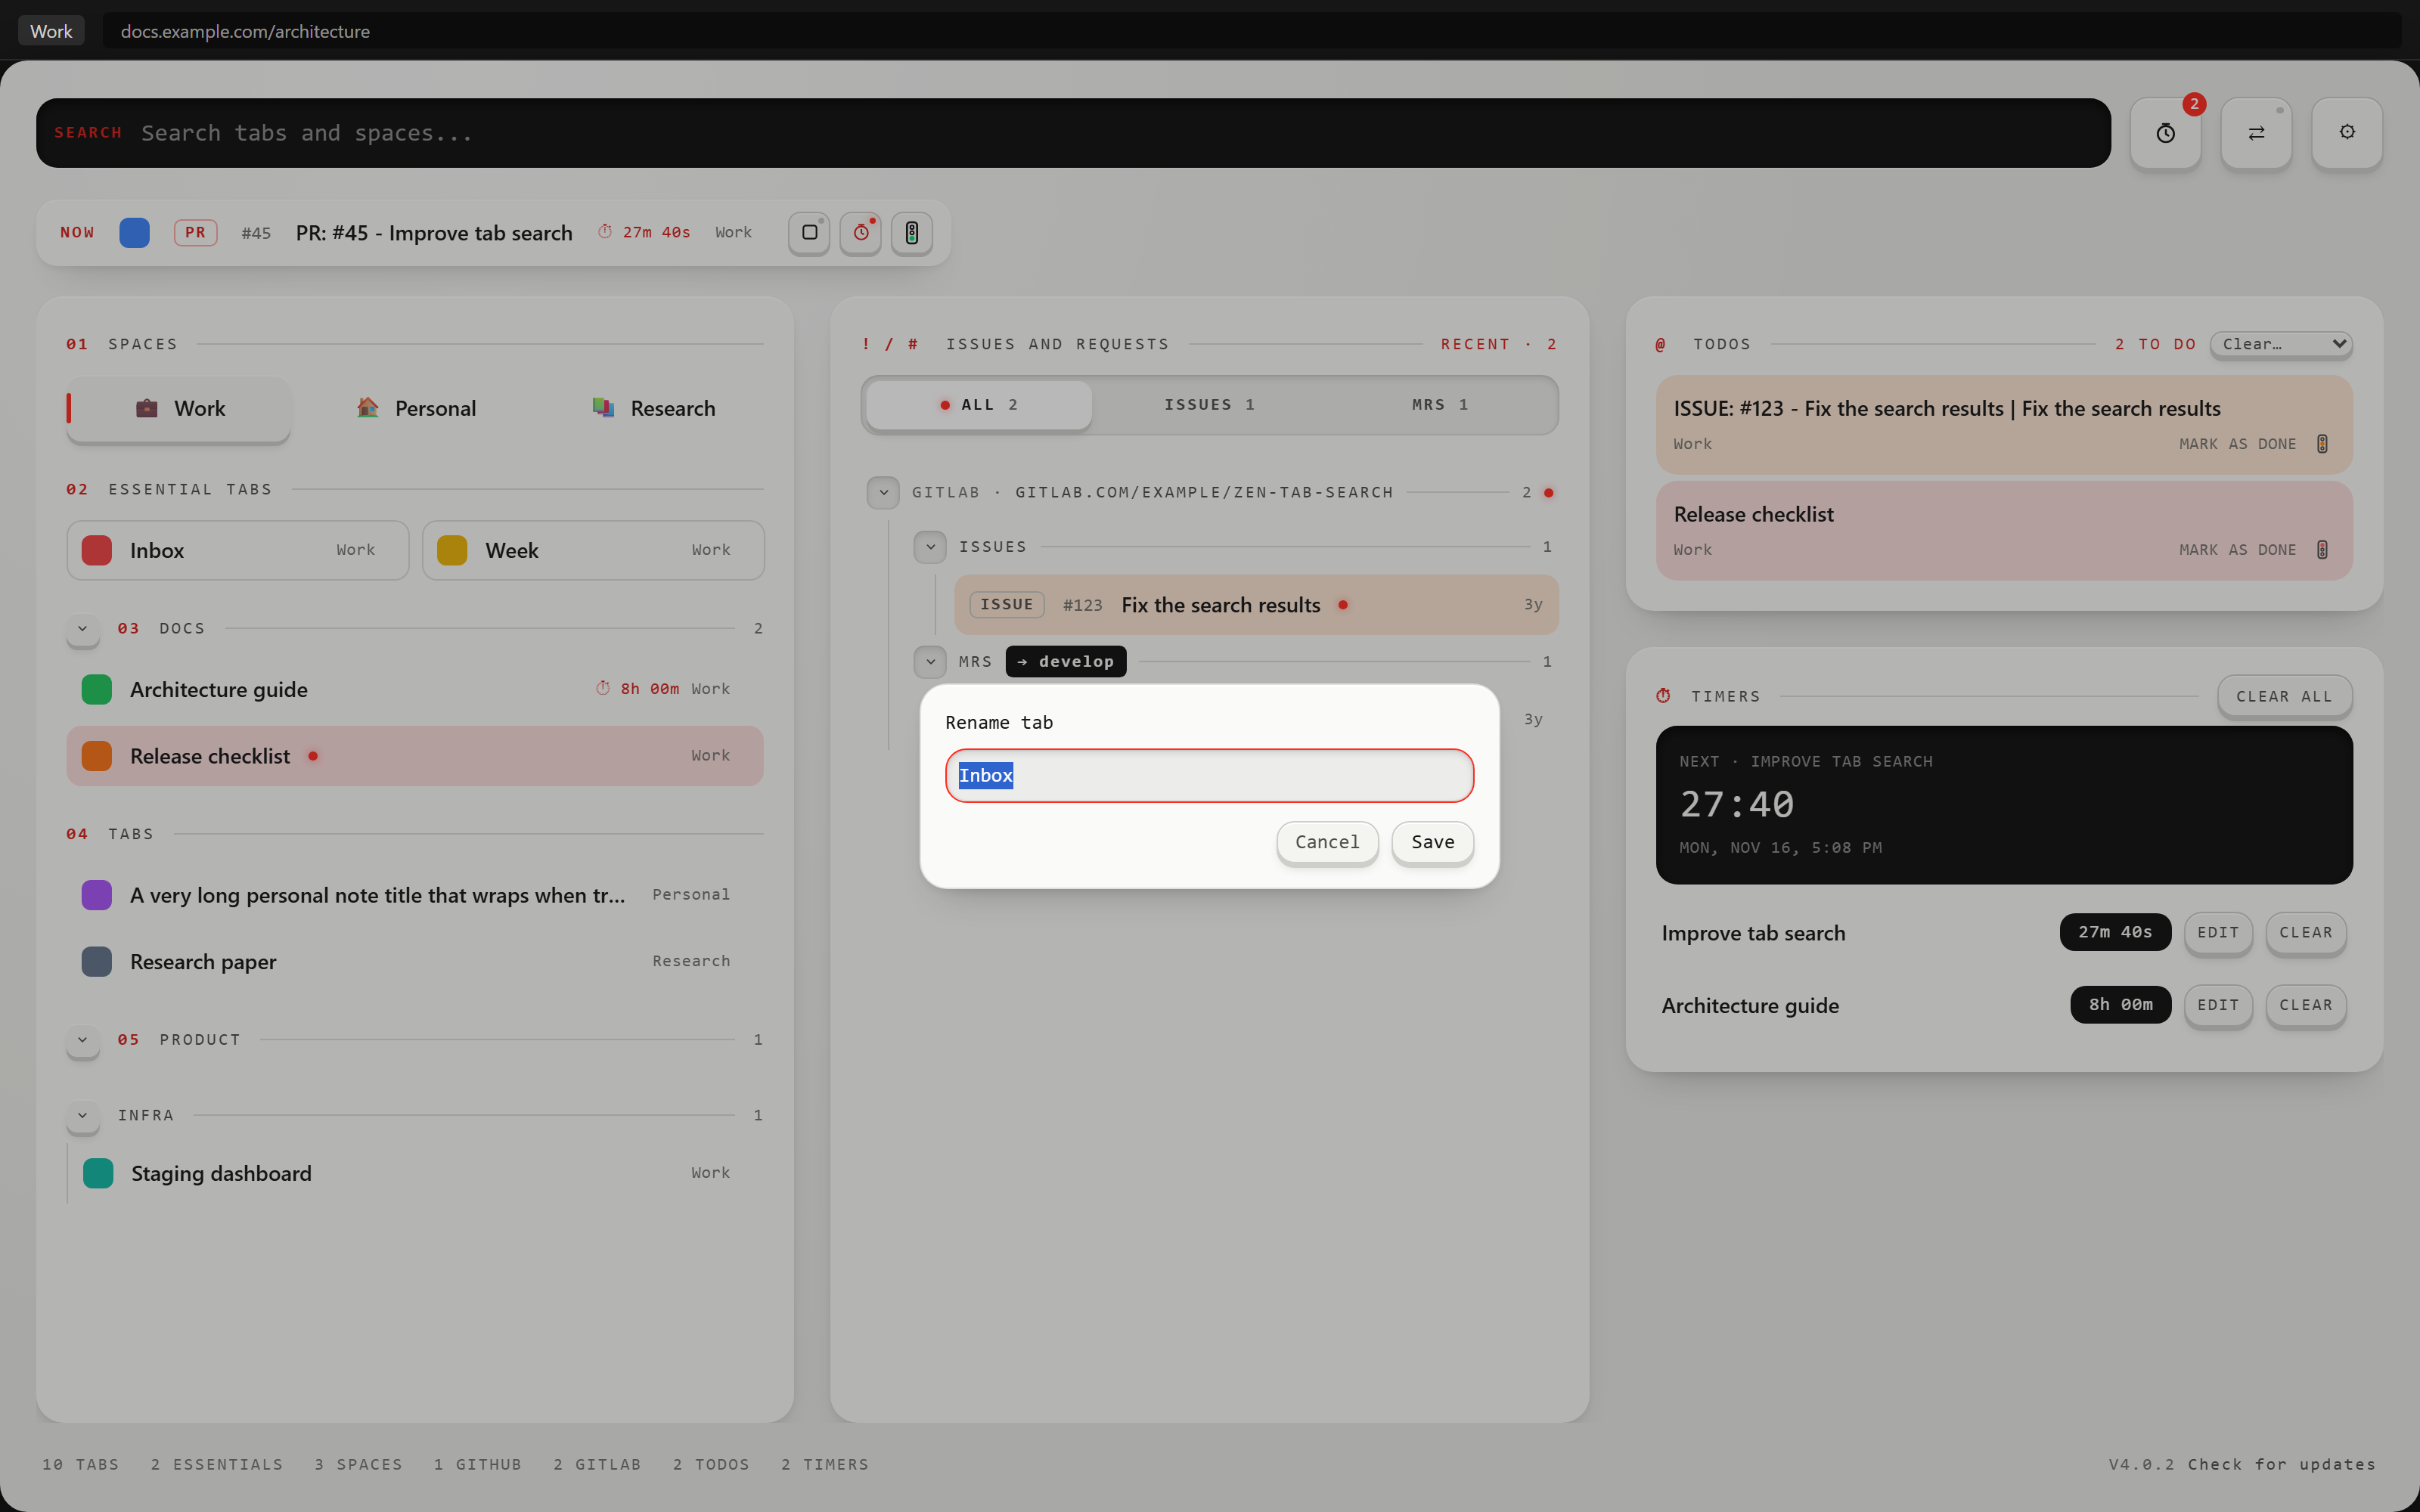 Work docs.example.com/architecture
SEARCH Search tabs and spaces...
2
NOW PR #45 PR: #45 - Improve tab search 27m 40s Work
01 SPACES
Work Personal Research
02 ESSENTIAL TABS
Inbox Work Week Work
03 DOCS 2
Architecture guide 8h 00m Work
Release checklist Work
04 TABS
A very long personal note title that wraps when tr... Personal
Research paper Research
05 PRODUCT 1
INFRA 1
Staging dashboard Work
! / # ISSUES AND REQUESTS RECENT · 2
ALL 2 ISSUES 1 MRS 1
GITLAB · GITLAB.COM/EXAMPLE/ZEN-TAB-SEARCH 2
ISSUES 1
ISSUE #123 Fix the search results 3y
MRS → develop 1
3y
Rename tab
Inbox
Cancel Save
@ TODOS 2 TO DO Clear…
ISSUE: #123 - Fix the search results | Fix the search results
Work MARK AS DONE
Release checklist
Work MARK AS DONE
TIMERS CLEAR ALL
NEXT · IMPROVE TAB SEARCH
27:40
MON, NOV 16, 5:08 PM
Improve tab search 27m 40s EDIT CLEAR
Architecture guide 8h 00m EDIT CLEAR
10 TABS 2 ESSENTIALS 3 SPACES 1 GITHUB 2 GITLAB 2 TODOS 2 TIMERS
V4.0.2 Check for updates